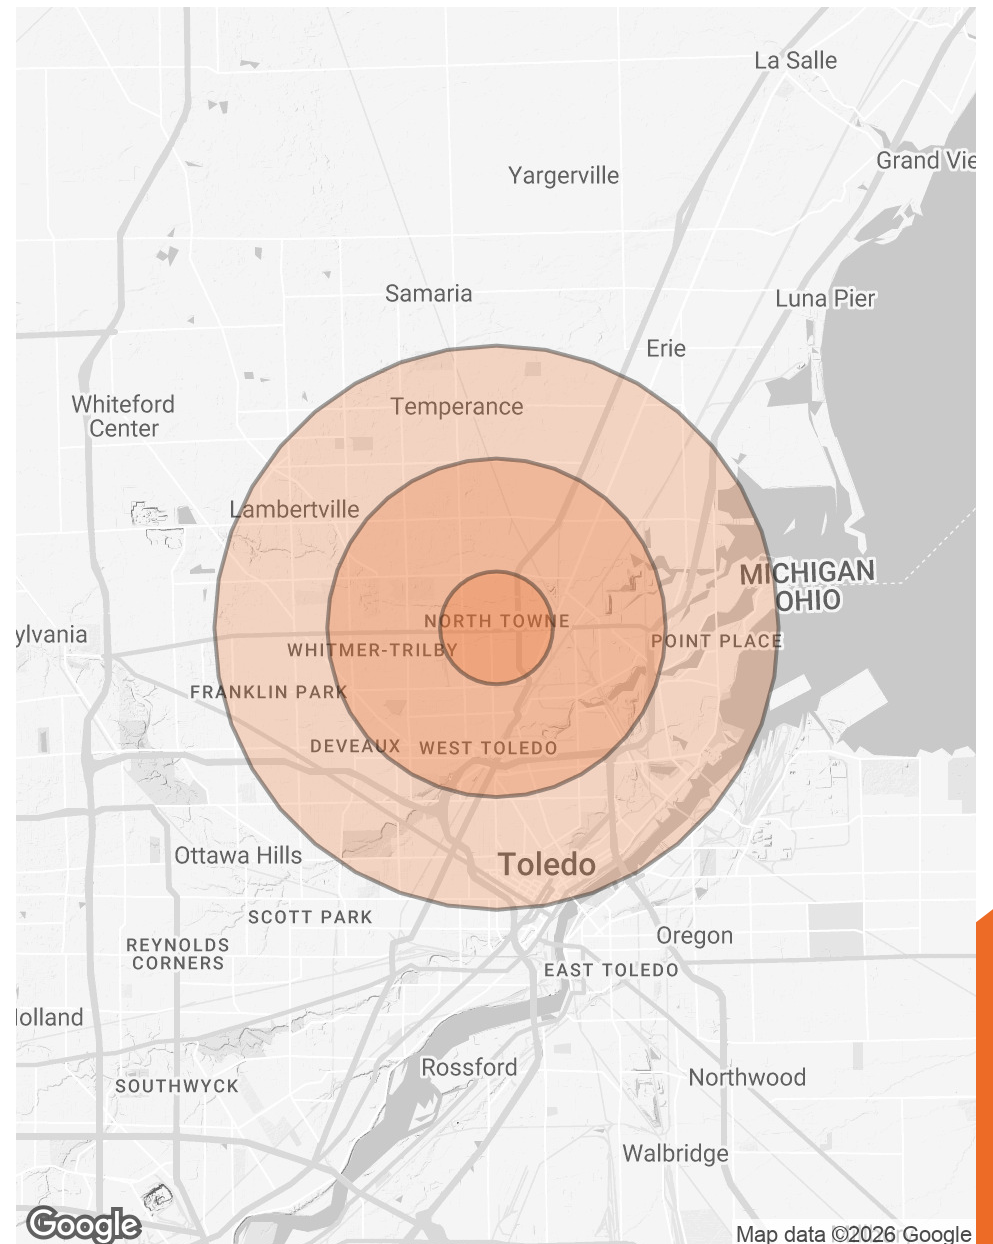 La Salle
Grand Vie
Yargerville
Samaria
Luna Pier
Erie
Whiteford
Center
Temperance
Lambertville
MICHIGAN
OHIO
NORTH TOWNE
ylvania
WHITMER-TRILBY
POINT PLACE
FRANKLIN PARK
DEVEAUX
WEST TOLEDO
Ottawa Hills
Toledo
SCOTT PARK
REYNOLDS
CORNERS
Oregon
EAST TOLEDO
Holland
Rossford
Northwood
SOUTHWYCK
Walbridge
Google
Map data ©2026 Google